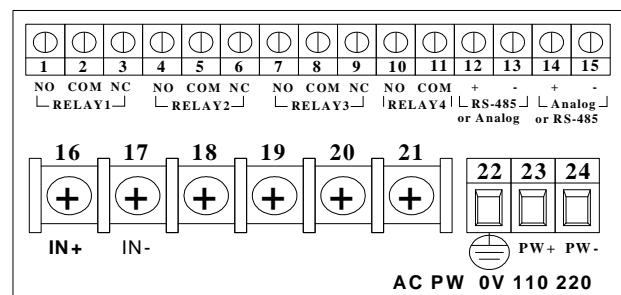 1 2 3 4 5 6 7 8 9 10 11 12 13 14 15
NO COM NC NO COM NC NO COM NC NO COM + - + -
RELAY1 RELAY2 RELAY3 RELAY4 RS-485 Analog
or Analog or RS-485
16 17 18 19 20 21 22 23 24
IN+ IN- PW+ PW-
AC PW 0V 110 220